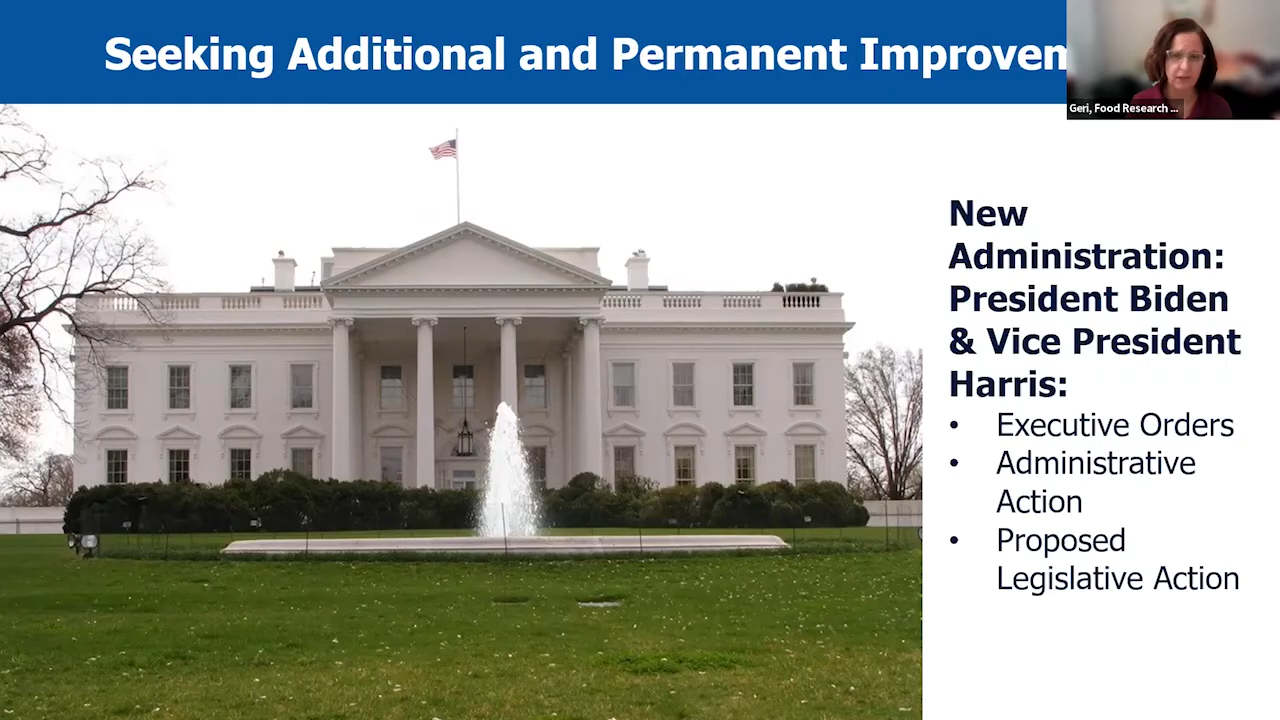 Seeking Additional and Permanent Improvem
Geri, Food Research ...
New
Administration:
President Biden
& Vice President
Harris:
• Executive Orders
• Administrative
Action
• Proposed
Legislative Action